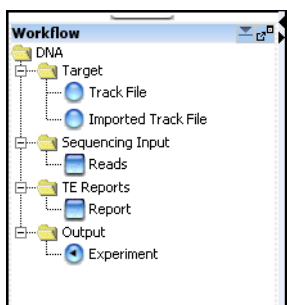 Workflow
DNA
Target
Track File
Imported Track File
Sequencing Input
Reads
TE Reports
Report
Output
Experiment